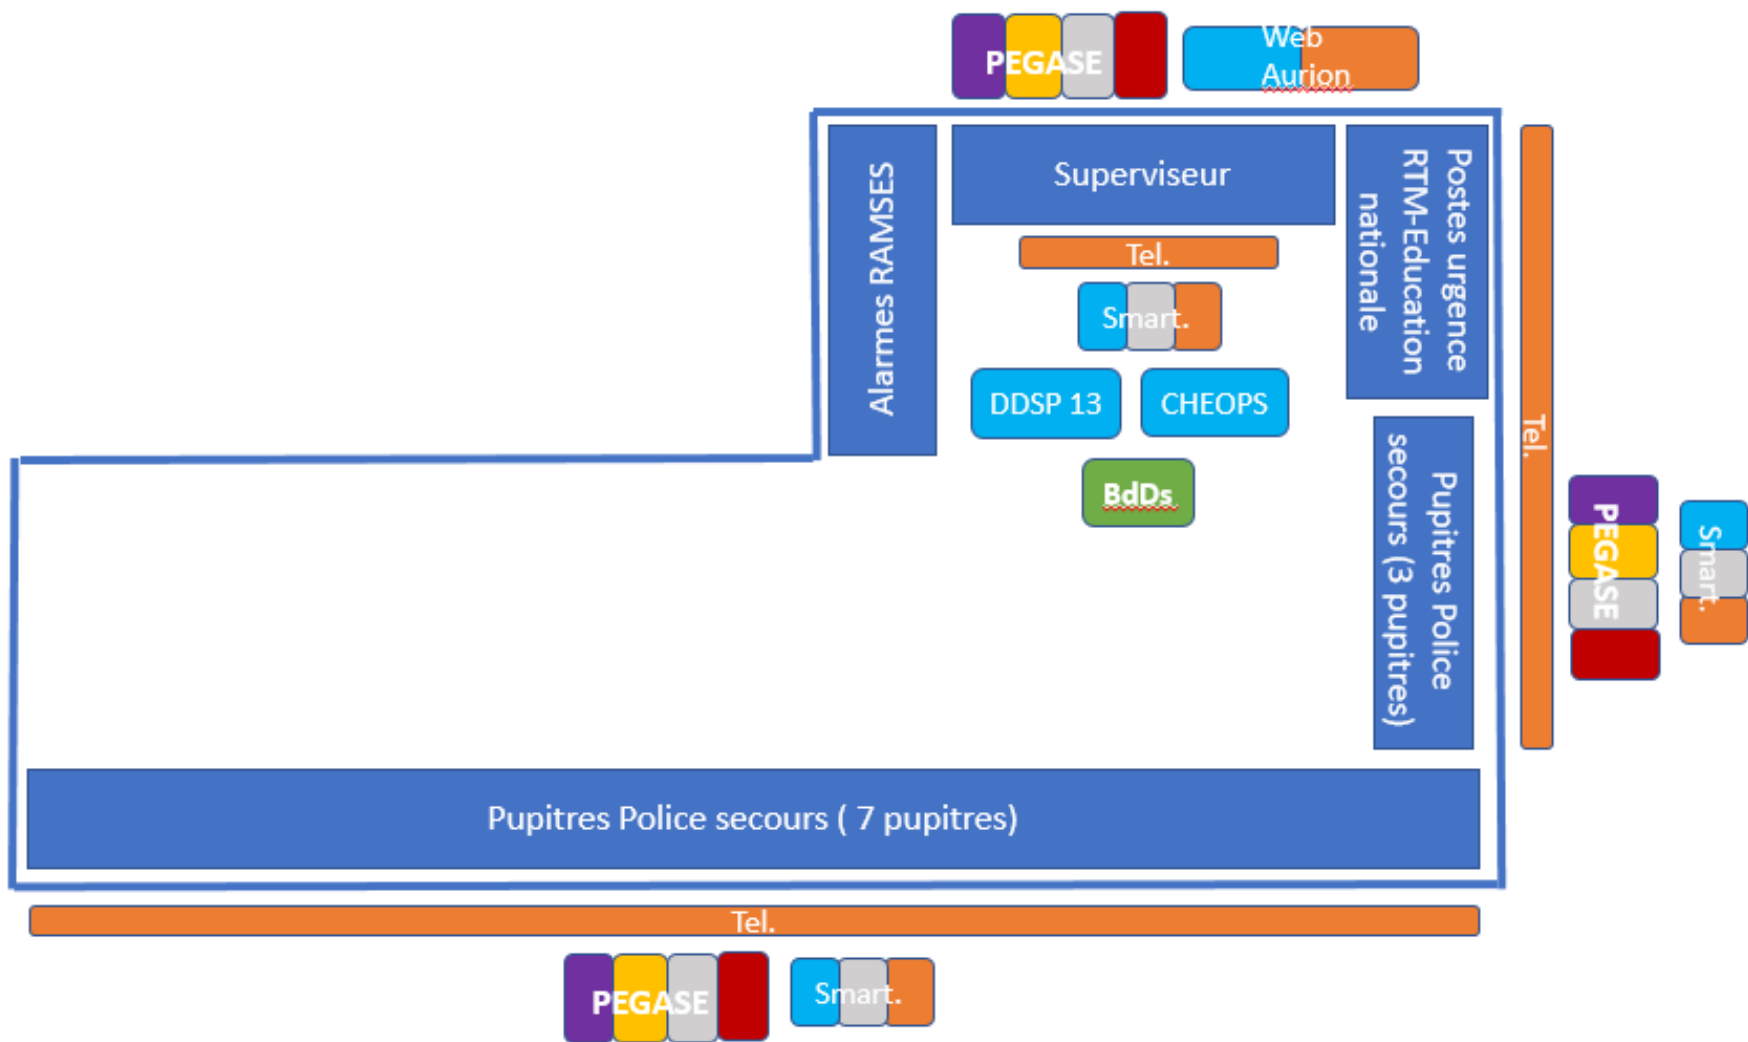 PEGASE
Web
Aurion
Alarmes RAMSES
Superviseur
Tel.
Smart.
DDSP 13
CHEOPS
BdDs
Postes urgence
RTM-Education
nationale
Pupitres Police
secours (3 pupitres)
Tel.
PEGASE
Smart.
Pupitres Police secours ( 7 pupitres)
Tel.
PEGASE
Smart.